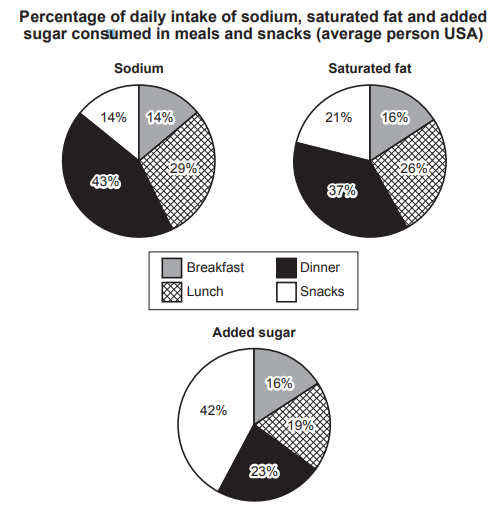 Percentage of daily intake of sodium, saturated fat and added
sugar consumed in meals and snacks (average person USA)
Sodium
14%
14%
29%
43%
Saturated fat
21%
16%
26%
37%
Breakfast
Dinner
Lunch
Snacks
Added sugar
16%
42%
19%
23%